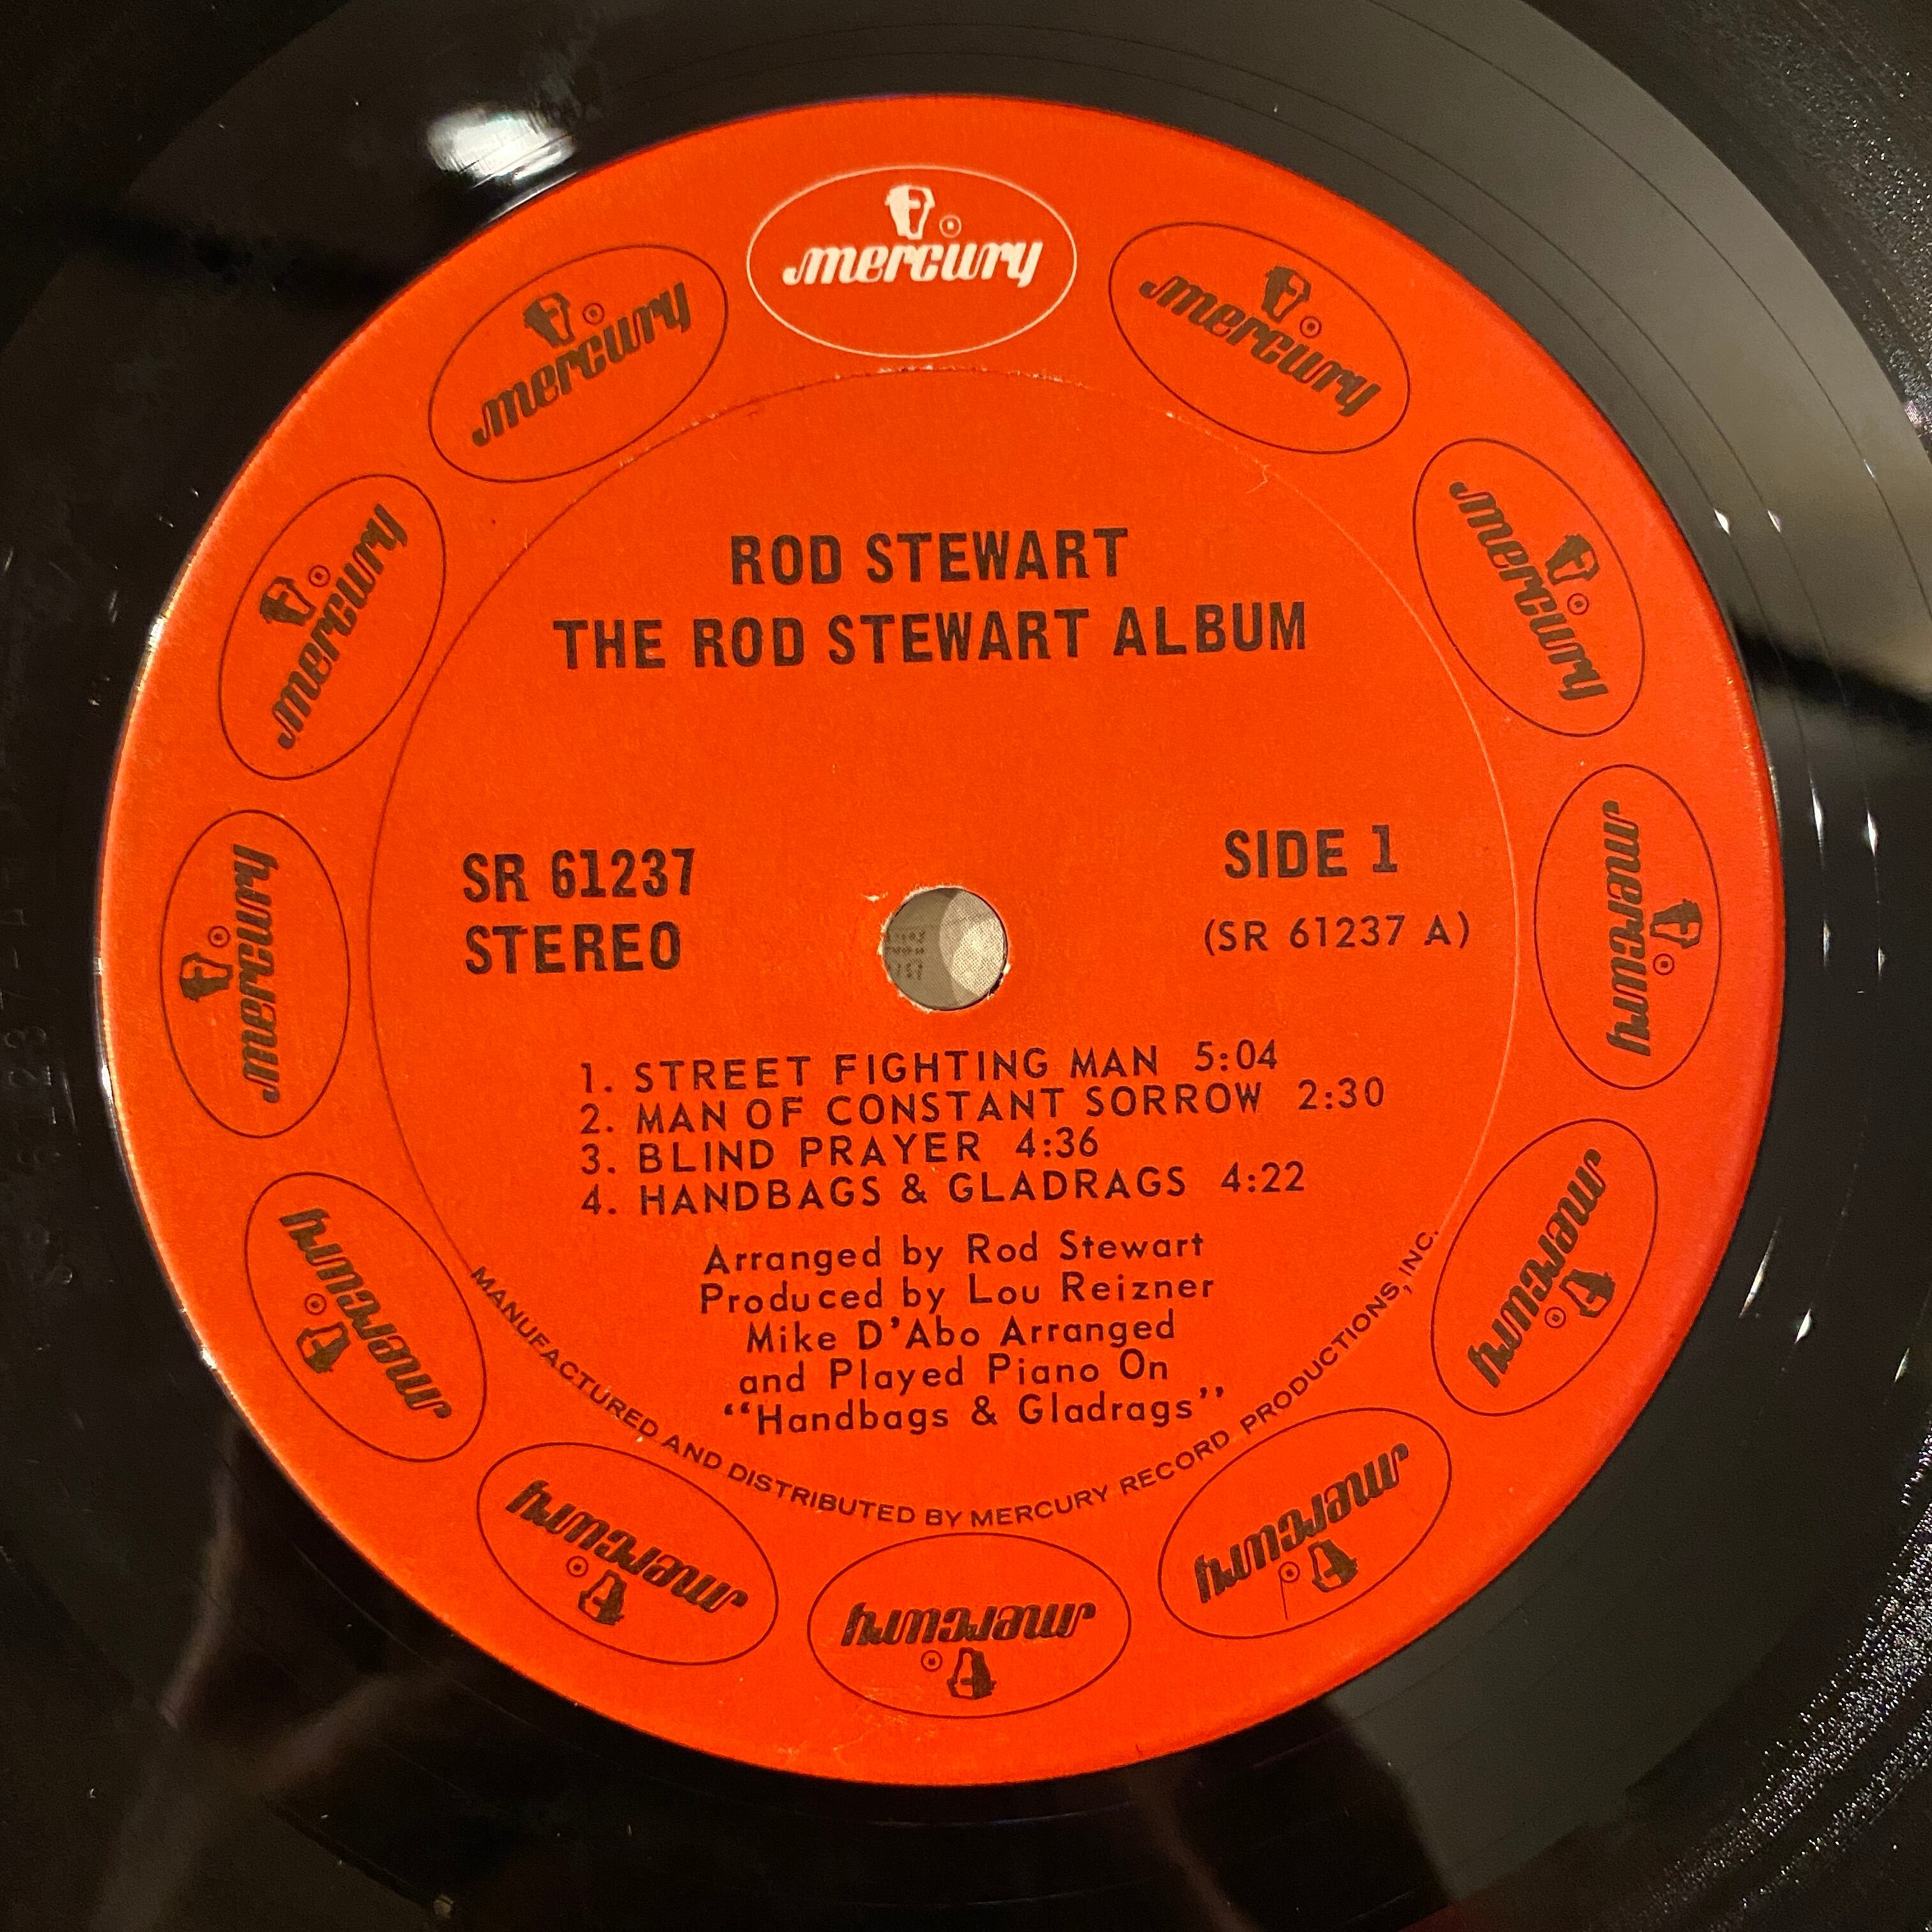 mercury
mercury
mercury
mercury
mercury
mercury
mercury
mercury
mercury
mercury
mercury
mercury
ROD STEWART
THE ROD STEWART ALBUM
SR 61237
STEREO
SIDE 1
(SR 61237 A)
1. STREET FIGHTING MAN 5:04
2. MAN OF CONSTANT SORROW 2:30
3. BLIND PRAYER 4:36
4. HANDBAGS & GLADRAGS 4:22
Arranged by Rod Stewart
Produced by Lou Reizner
Mike D'Abo Arranged
and Played Piano On
“Handbags & Gladrags”
MANUFACTURED AND DISTRIBUTED BY MERCURY RECORD PRODUCTIONS, INC.